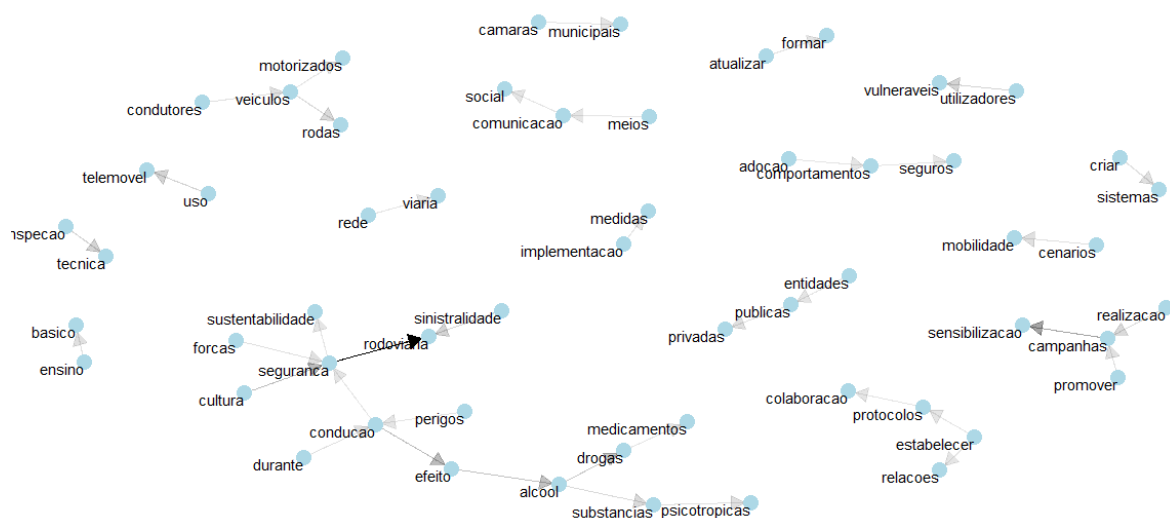 camaras
municipais
formar
atualizar
motorizados
veiculos
condutores
rodas
social
comunicacao
meios
vulneraveis
utilizadores
adocao
comportamentos
seguros
criar
sistemas
telemovel
uso
viaria
rede
medidas
implementacao
mobilidade
cenarios
nspecao
tecnica
entidades
publicas
privadas
sustentabilidade
sinistralidade
rodoviaria
forcas
seguranca
cultura
basico
ensino
realizacao
sensibilizacao
campanhas
promover
colaboracao
protocolos
estabelecer
relacoes
perigos
conducao
durante
efeito
medicamentos
drogas
alcool
substancias
psicotropicas